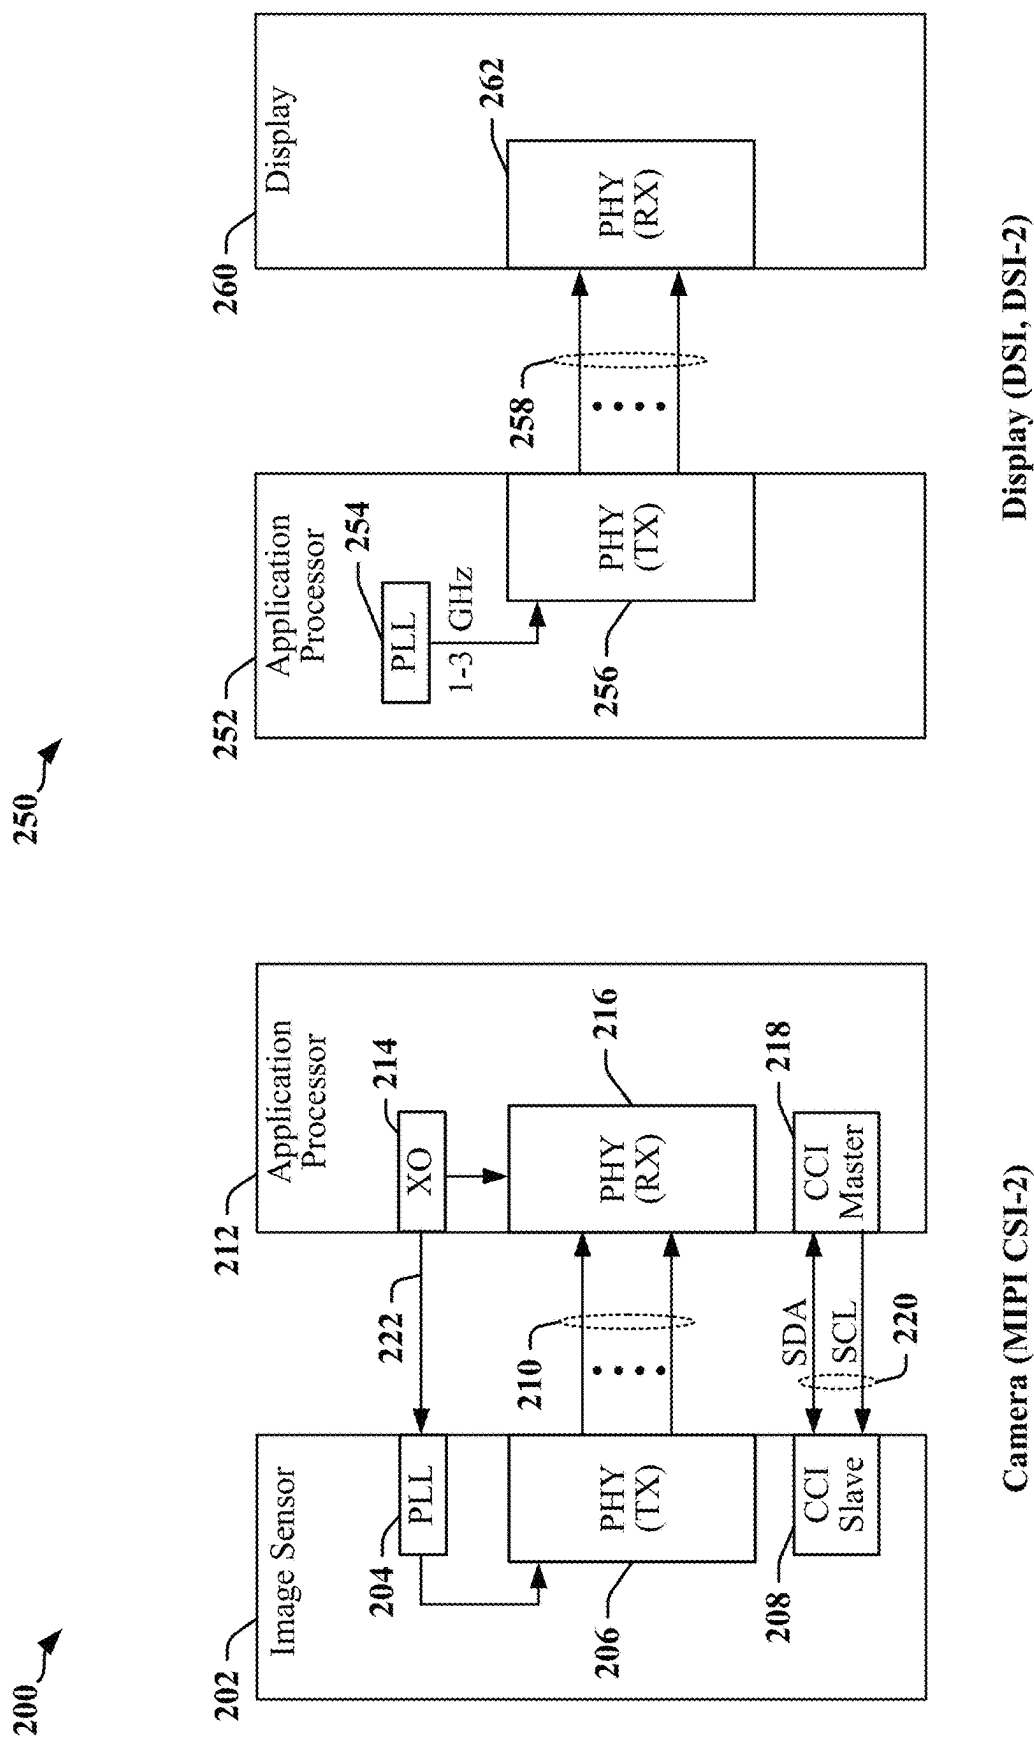 200
202
Image Sensor
204
PLL
PHY
(TX)
206
CCI
Slave
208
222
210
SDA
SCL
220
212
Application
Processor
XO
214
PHY
(RX)
216
CCI
Master
218
Camera (MIPI CSI-2)
250
252
Application
Processor
PLL
254
1-3 GHz
PHY
(TX)
256
258
260
Display
PHY
(RX)
262
Display (DSI, DSI-2)